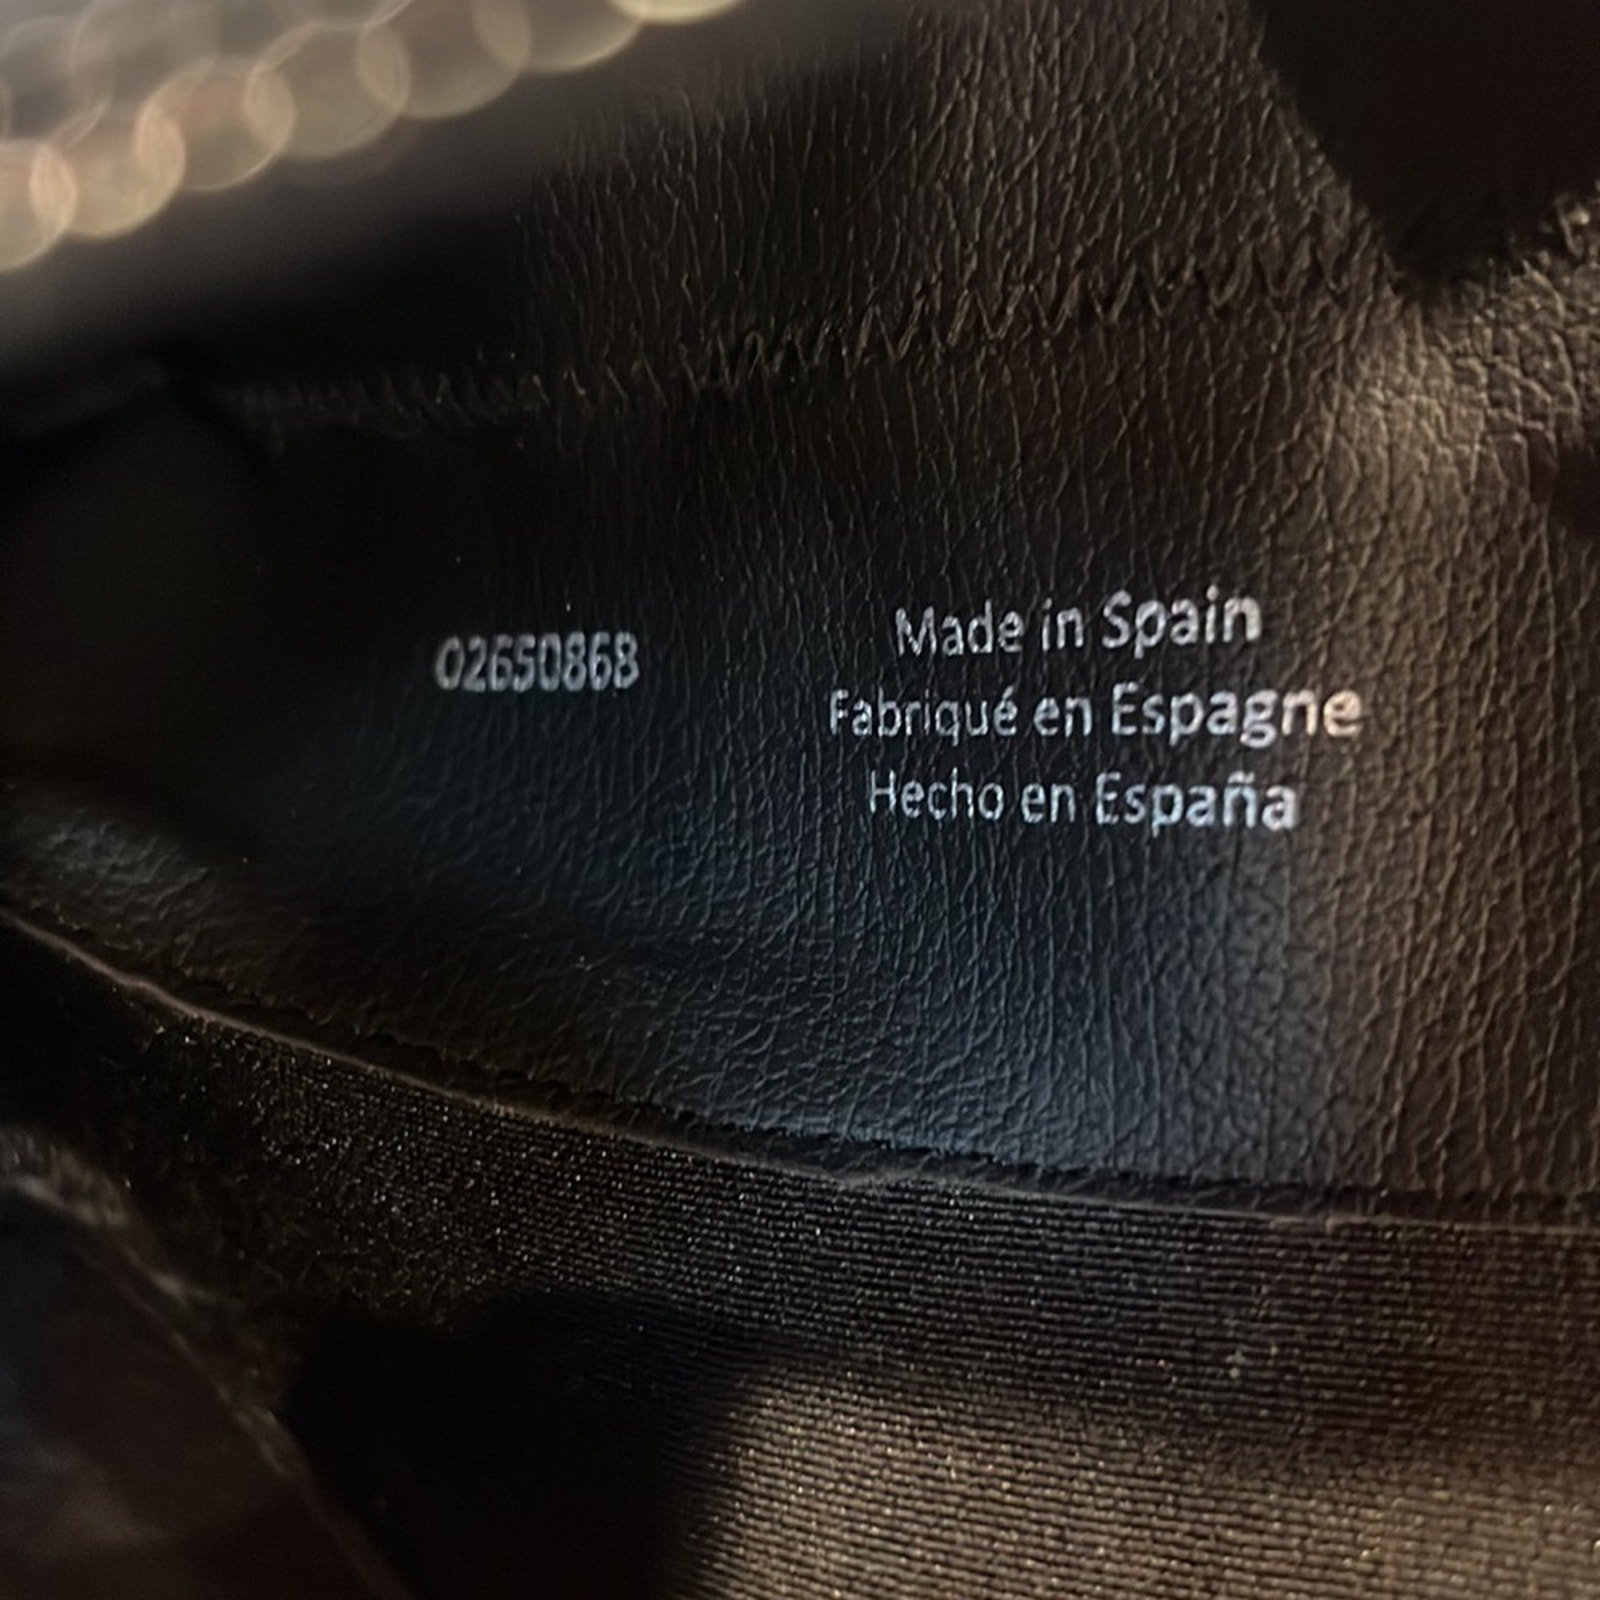 02650868
Made in Spain
Fabriqué en Espagne
Hecho en España